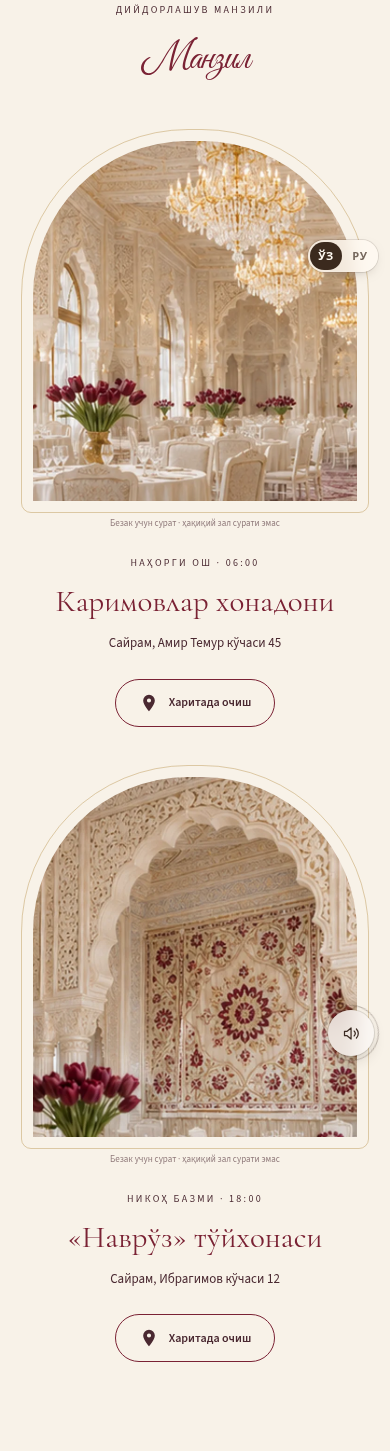 ДИЙДОРЛАШУВ МАНЗИЛИ
Манзил
ЎЗ РУ
Безак учун сурат · ҳақиқий зал сурати эмас
НАҲОРГИ ОШ · 06:00
Каримовлар хонадони
Сайрам, Амир Темур кўчаси 45
Харитада очиш
Безак учун сурат · ҳақиқий зал сурати эмас
НИКОҲ БАЗМИ · 18:00
«Наврўз» тўйхонаси
Сайрам, Ибрагимов кўчаси 12
Харитада очиш